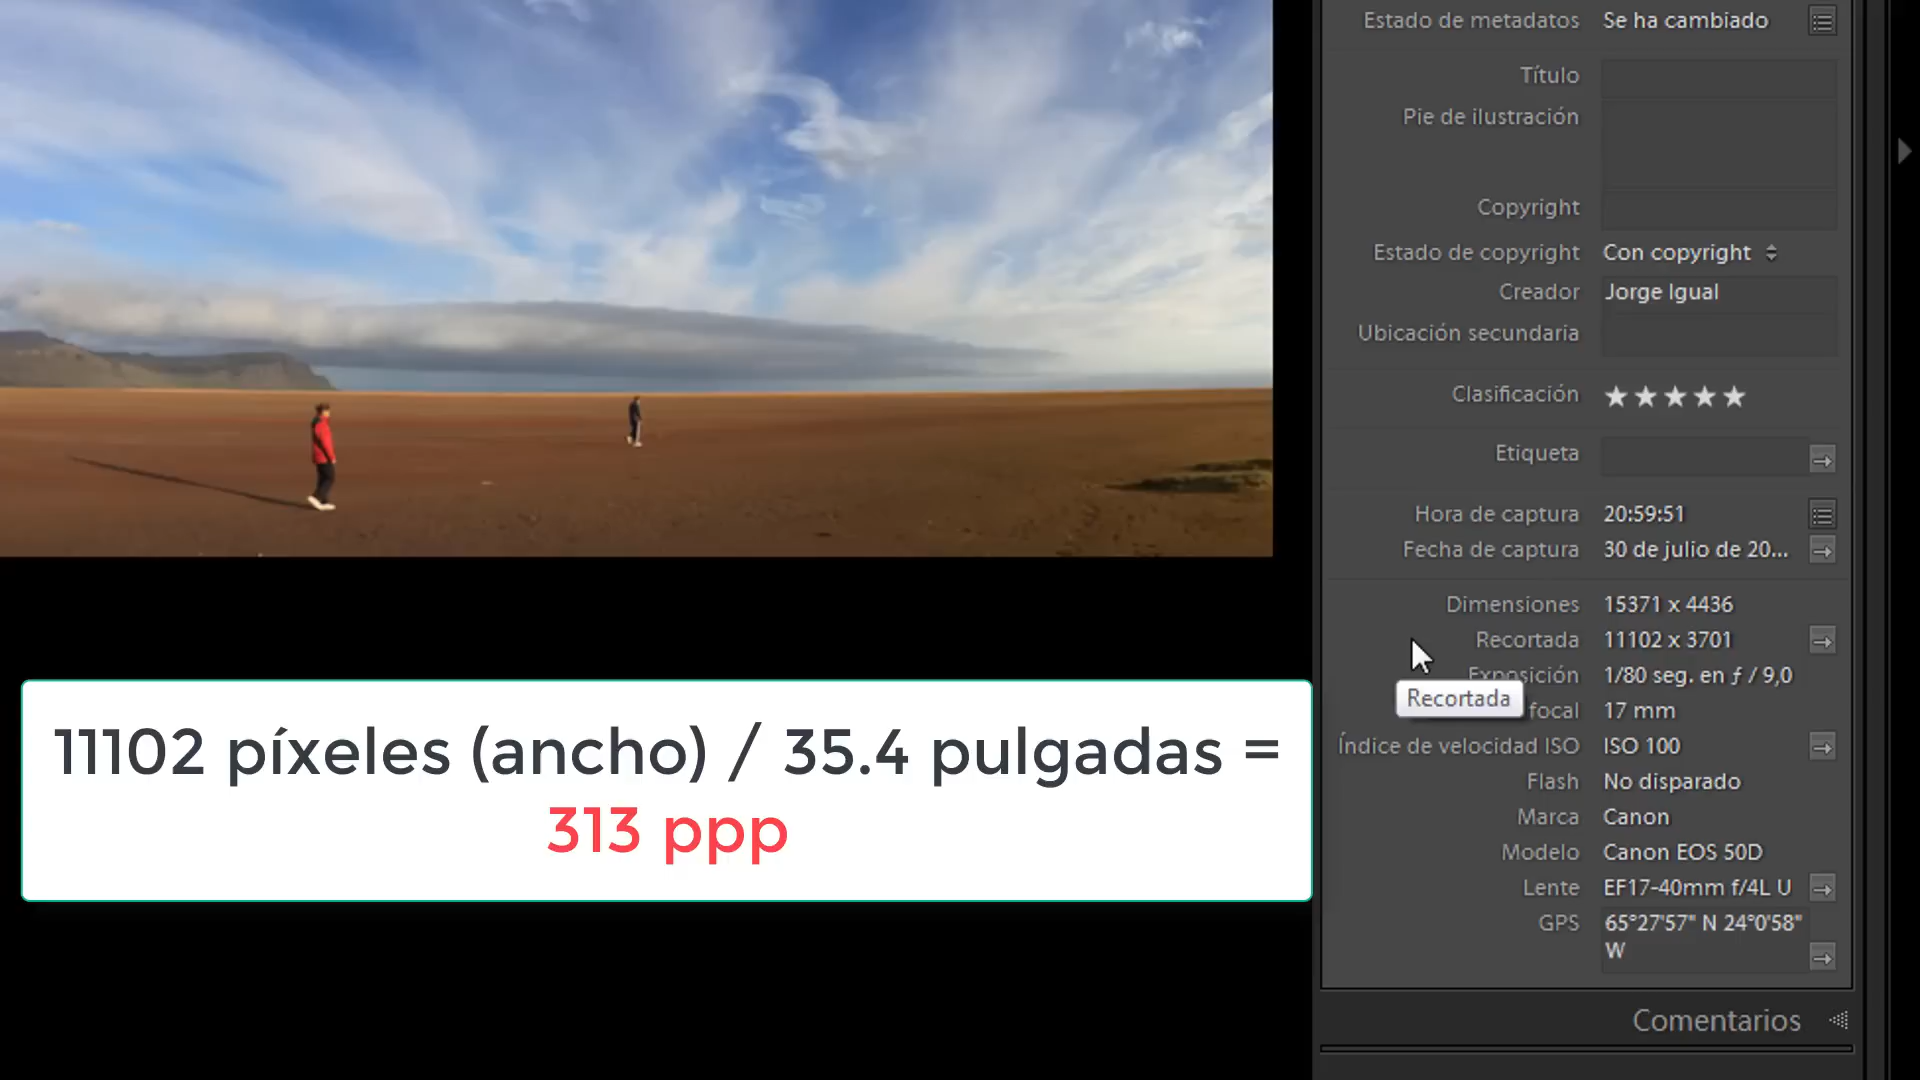 Estado de metadatos Se ha cambiado
Título
Pie de ilustración
Copyright
Estado de copyright Con copyright
Creador Jorge Igual
Ubicación secundaria
Clasificación ★★★★★
Etiqueta
Hora de captura 20:59:51
Fecha de captura 30 de julio de 20...
Dimensiones 15371 x 4436
Recortada 11102 x 3701
Exposición 1/80 seg. en ƒ / 9,0
Recortada
focal 17 mm
Índice de velocidad ISO ISO 100
Flash No disparado
Marca Canon
Modelo Canon EOS 50D
Lente EF17-40mm f/4L U
GPS 65°27'57" N 24°0'58"
W
Comentarios
11102 píxeles (ancho) / 35.4 pulgadas =
313 ppp